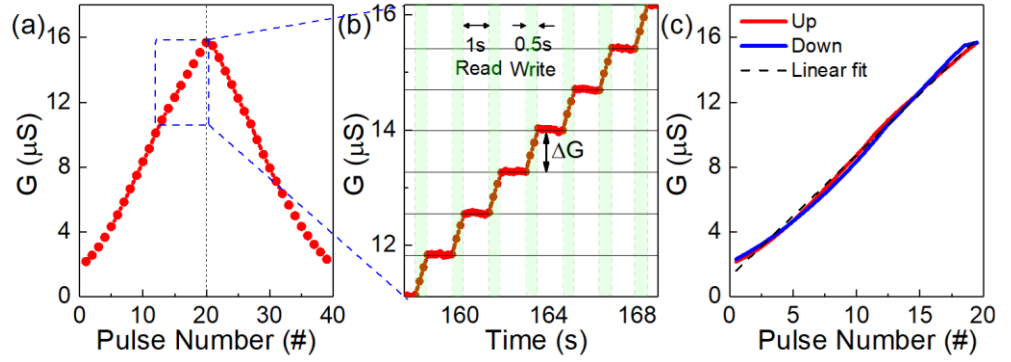 (a)
16
12
8
4
0
G (μS)
0 10 20 30 40
Pulse Number (#)
(b)
16
14
12
G (μS)
1s
Read
0.5s
Write
ΔG
160 164 168
Time (s)
(c)
Up
Down
Linear fit
16
12
8
4
0
G (μS)
0 5 10 15 20
Pulse Number (#)